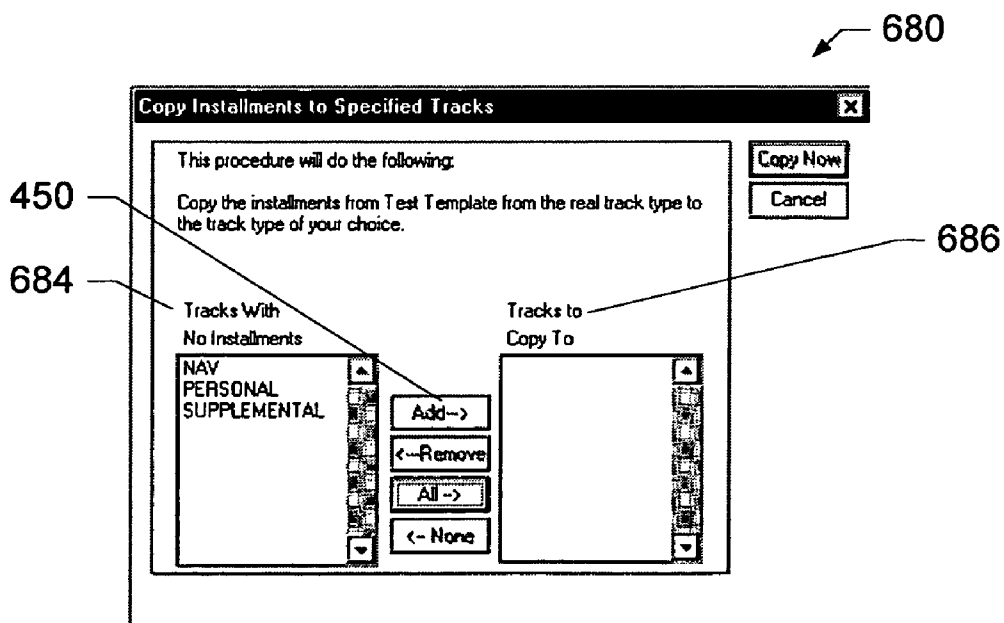 680
Copy Installments to Specified Tracks
This procedure will do the following:
Copy Now
Copy the installments from Test Template from the real track type to
the track type of your choice.
Cancel
450
686
684
Tracks With
No Installments
Tracks to
Copy To
NAV
PERSONAL
SUPPLEMENTAL
Add-->
<--Remove
All -->
<-- None